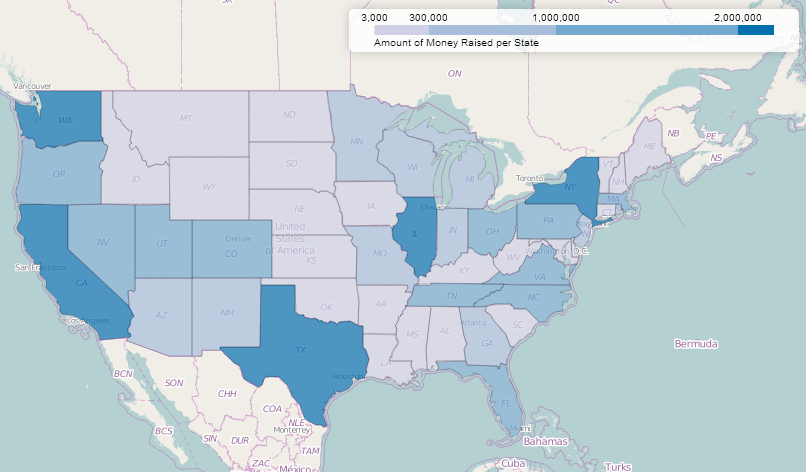 SK
3,000 300,000 1,000,000 2,000,000
Amount of Money Raised per State
ON
Vancouver
WA
MT
ND
MN
NB
PE
NS
ME
VT
NH
OR
ID
WY
SD
WI
MI
Toronto
NY
MA
CT
IA
NE
Chicago
IL
IN
OH
PA
United
States
of America
NV
UT
Denver
CO
KS
MO
KY
WV
Washington, D.C.
VA
San Francisco
CA
Los Angeles
AZ
NM
OK
AR
TN
NC
SC
Atlanta
MS
AL
GA
TX
LA
Houston
FL
Miami
Bermuda
BCN
SON
CHH
COA
NLE
Monterrey
BCS
SIN
DUR
TAM
ZAC
México
Bahamas
Cuba
Turks